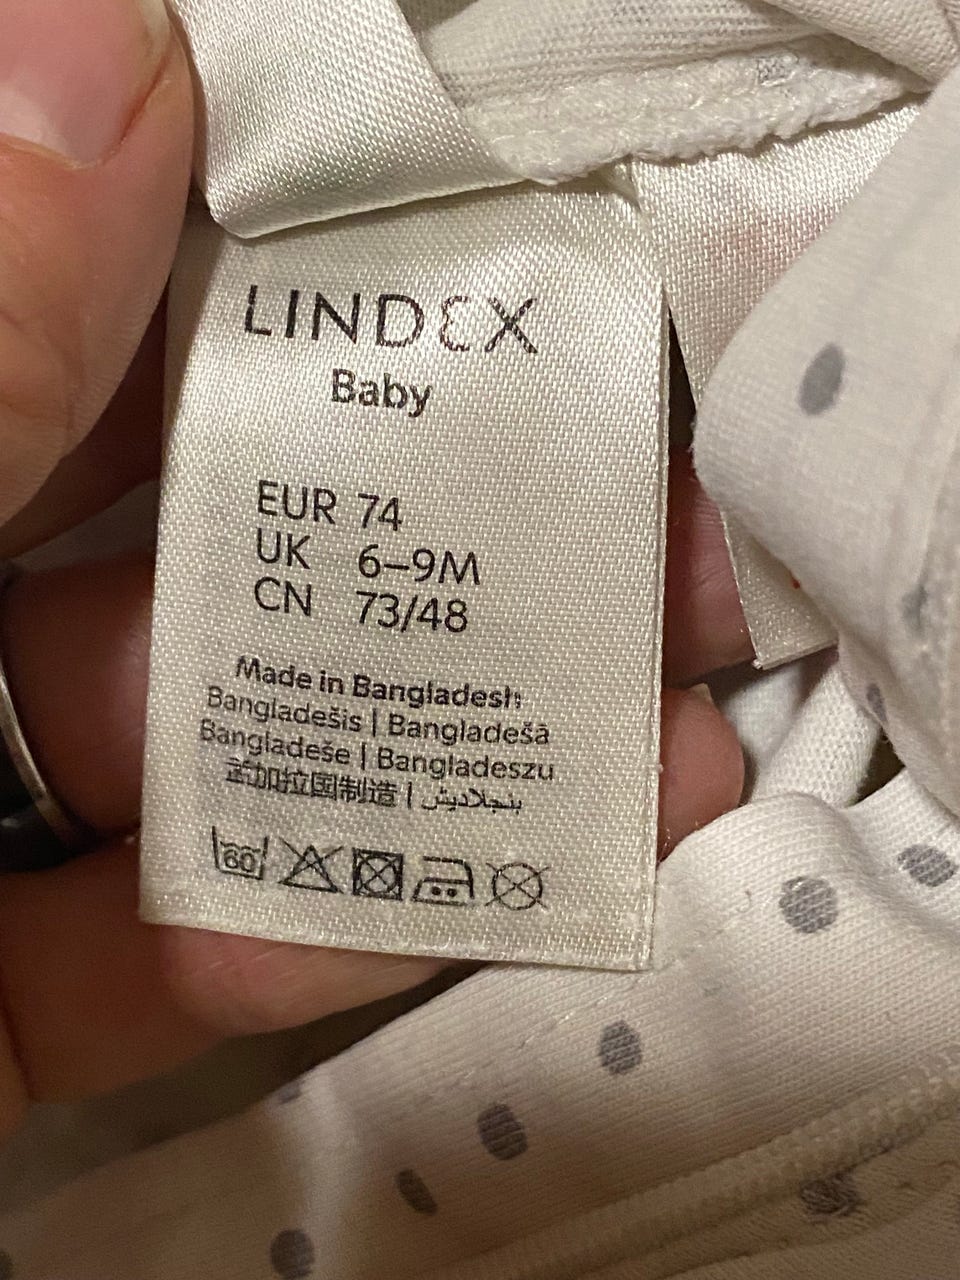 LINDEX
Baby
EUR 74
UK 6–9M
CN 73/48
Made in Bangladesh
Bangladešis | Bangladešā
Bangladeše | Bangladeszu
孟加拉国制造 | بنجلاديش
60